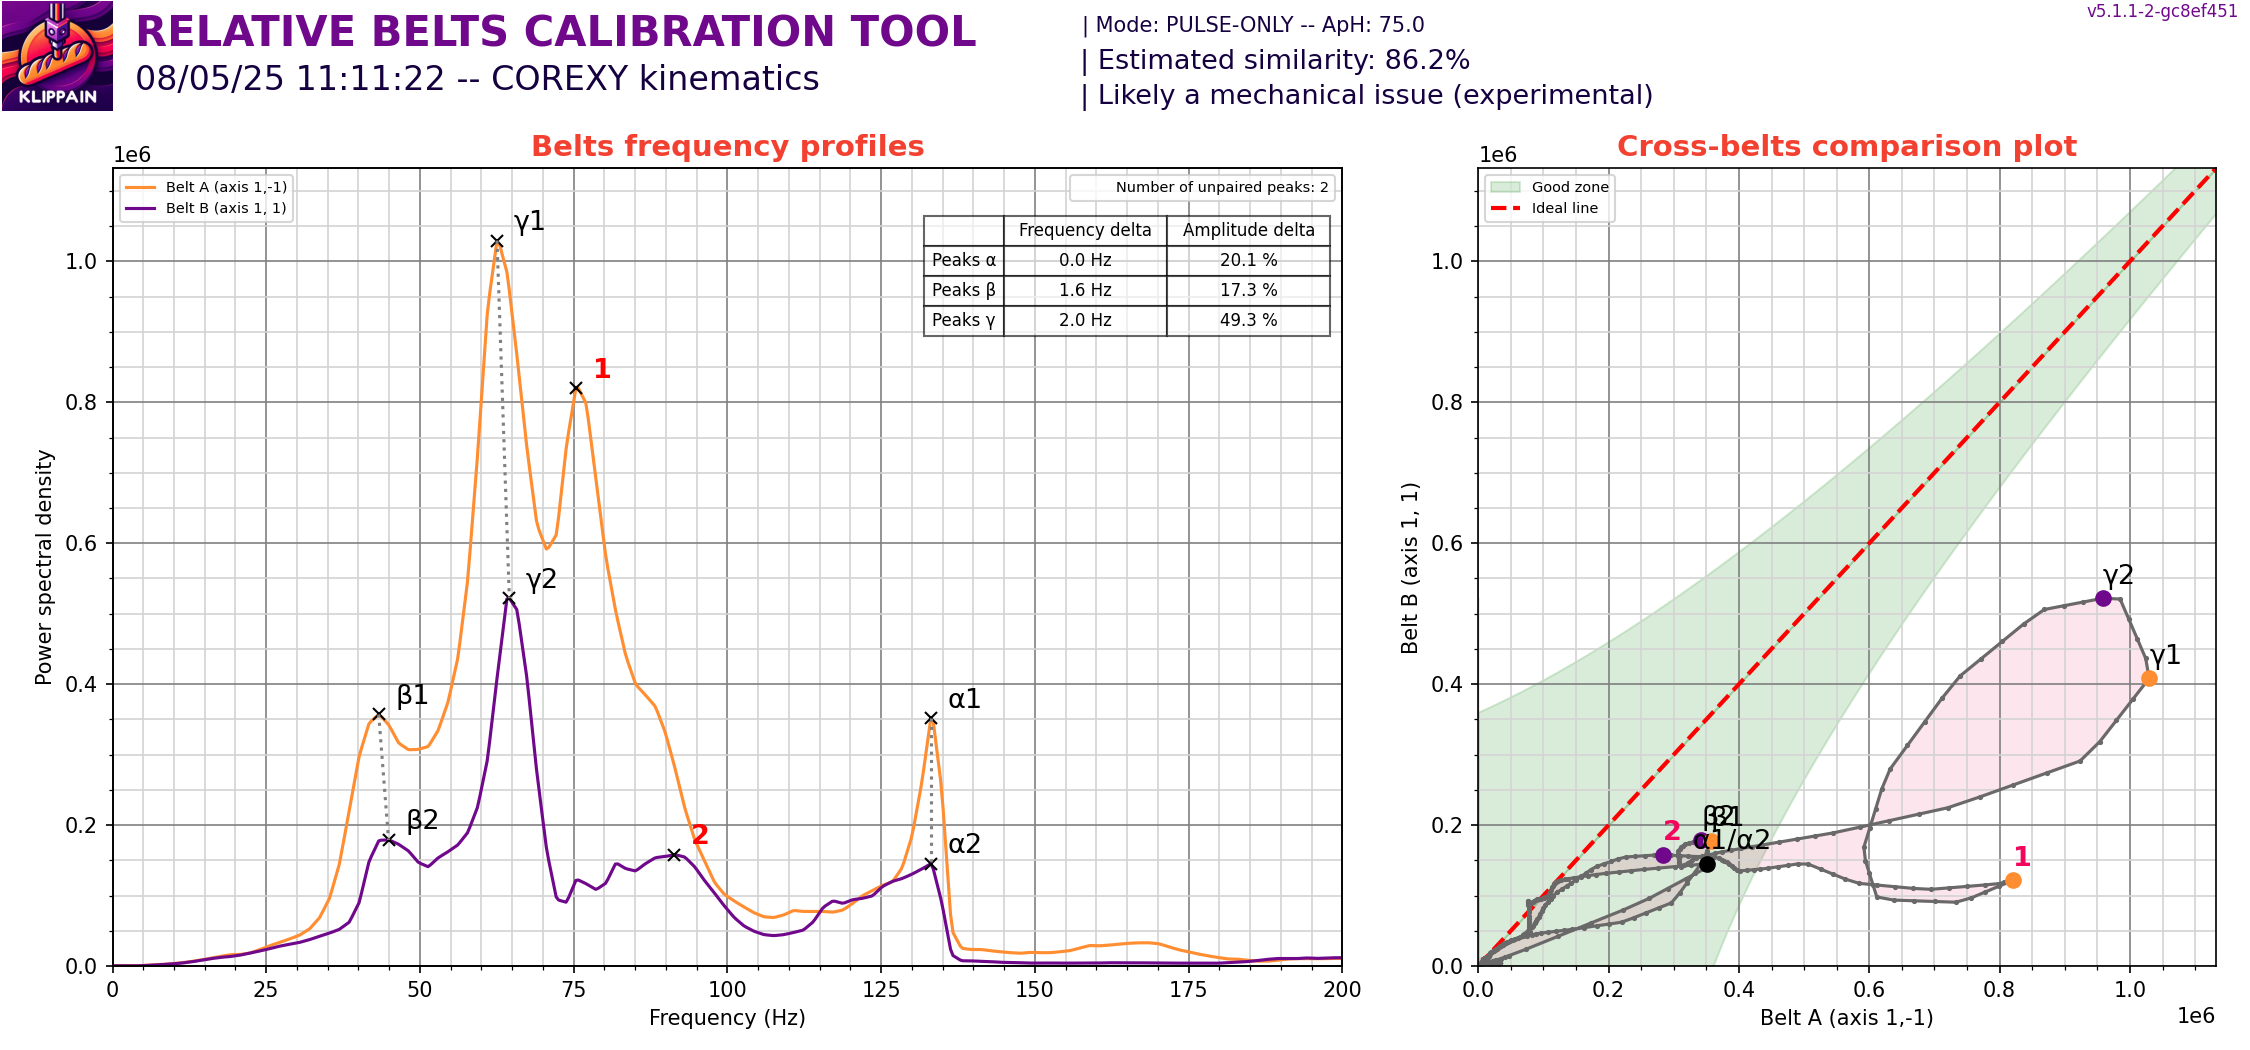 KLIPPAIN
RELATIVE BELTS CALIBRATION TOOL
08/05/25 11:11:22 -- COREXY kinematics
| Mode: PULSE-ONLY -- ApH: 75.0
| Estimated similarity: 86.2%
| Likely a mechanical issue (experimental)
v5.1.1-2-gc8ef451
Belts frequency profiles
1e6
Belt A (axis 1,-1)
Belt B (axis 1, 1)
Number of unpaired peaks: 2
Frequency delta Amplitude delta
Peaks α 0.0 Hz 20.1 %
Peaks β 1.6 Hz 17.3 %
Peaks γ 2.0 Hz 49.3 %
γ1
1
γ2
β1
α1
β2
2
α2
1.0
0.8
0.6
0.4
0.2
0.0
Power spectral density
0 25 50 75 100 125 150 175 200
Frequency (Hz)
Cross-belts comparison plot
1e6
Good zone
Ideal line
γ2
γ1
β2
β1
2
α1/α2
1
1.0
0.8
0.6
0.4
0.2
0.0
Belt B (axis 1, 1)
0.0 0.2 0.4 0.6 0.8 1.0
Belt A (axis 1,-1)
1e6